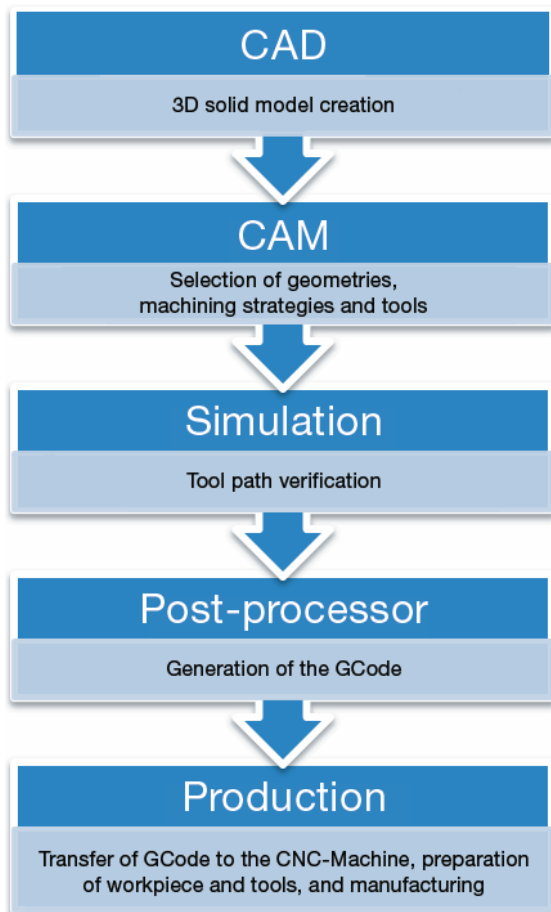 CAD
3D solid model creation
CAM
Selection of geometries,
machining strategies and tools
Simulation
Tool path verification
Post-processor
Generation of the GCode
Production
Transfer of GCode to the CNC-Machine, preparation
of workpiece and tools, and manufacturing